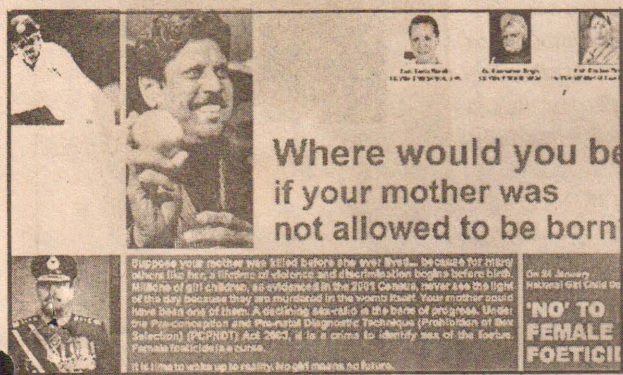 Where would you be
if your mother was
not allowed to be born
Suppose your mother was killed before she ever lived... because for many
others like her, a lifetime of violence and discrimination begins before birth.
Millions of girl children, as evidenced in the 2001 Census, never see the light
of the day because they are murdered in the womb itself. Your mother could
have been one of them. A declining sex-ratio is the bane of progress. Under
the Pre-conception and Pre-natal Diagnostic Technique (Prohibition of Sex
Selection) (PCPNDT) Act 2003, it is a crime to identify sex of the foetus.
Female foeticide is a curse.
It is time to wake up to reality. No girl means no future.
On 24 January
National Girl Child Da
'NO' TO
FEMALE
FOETICI